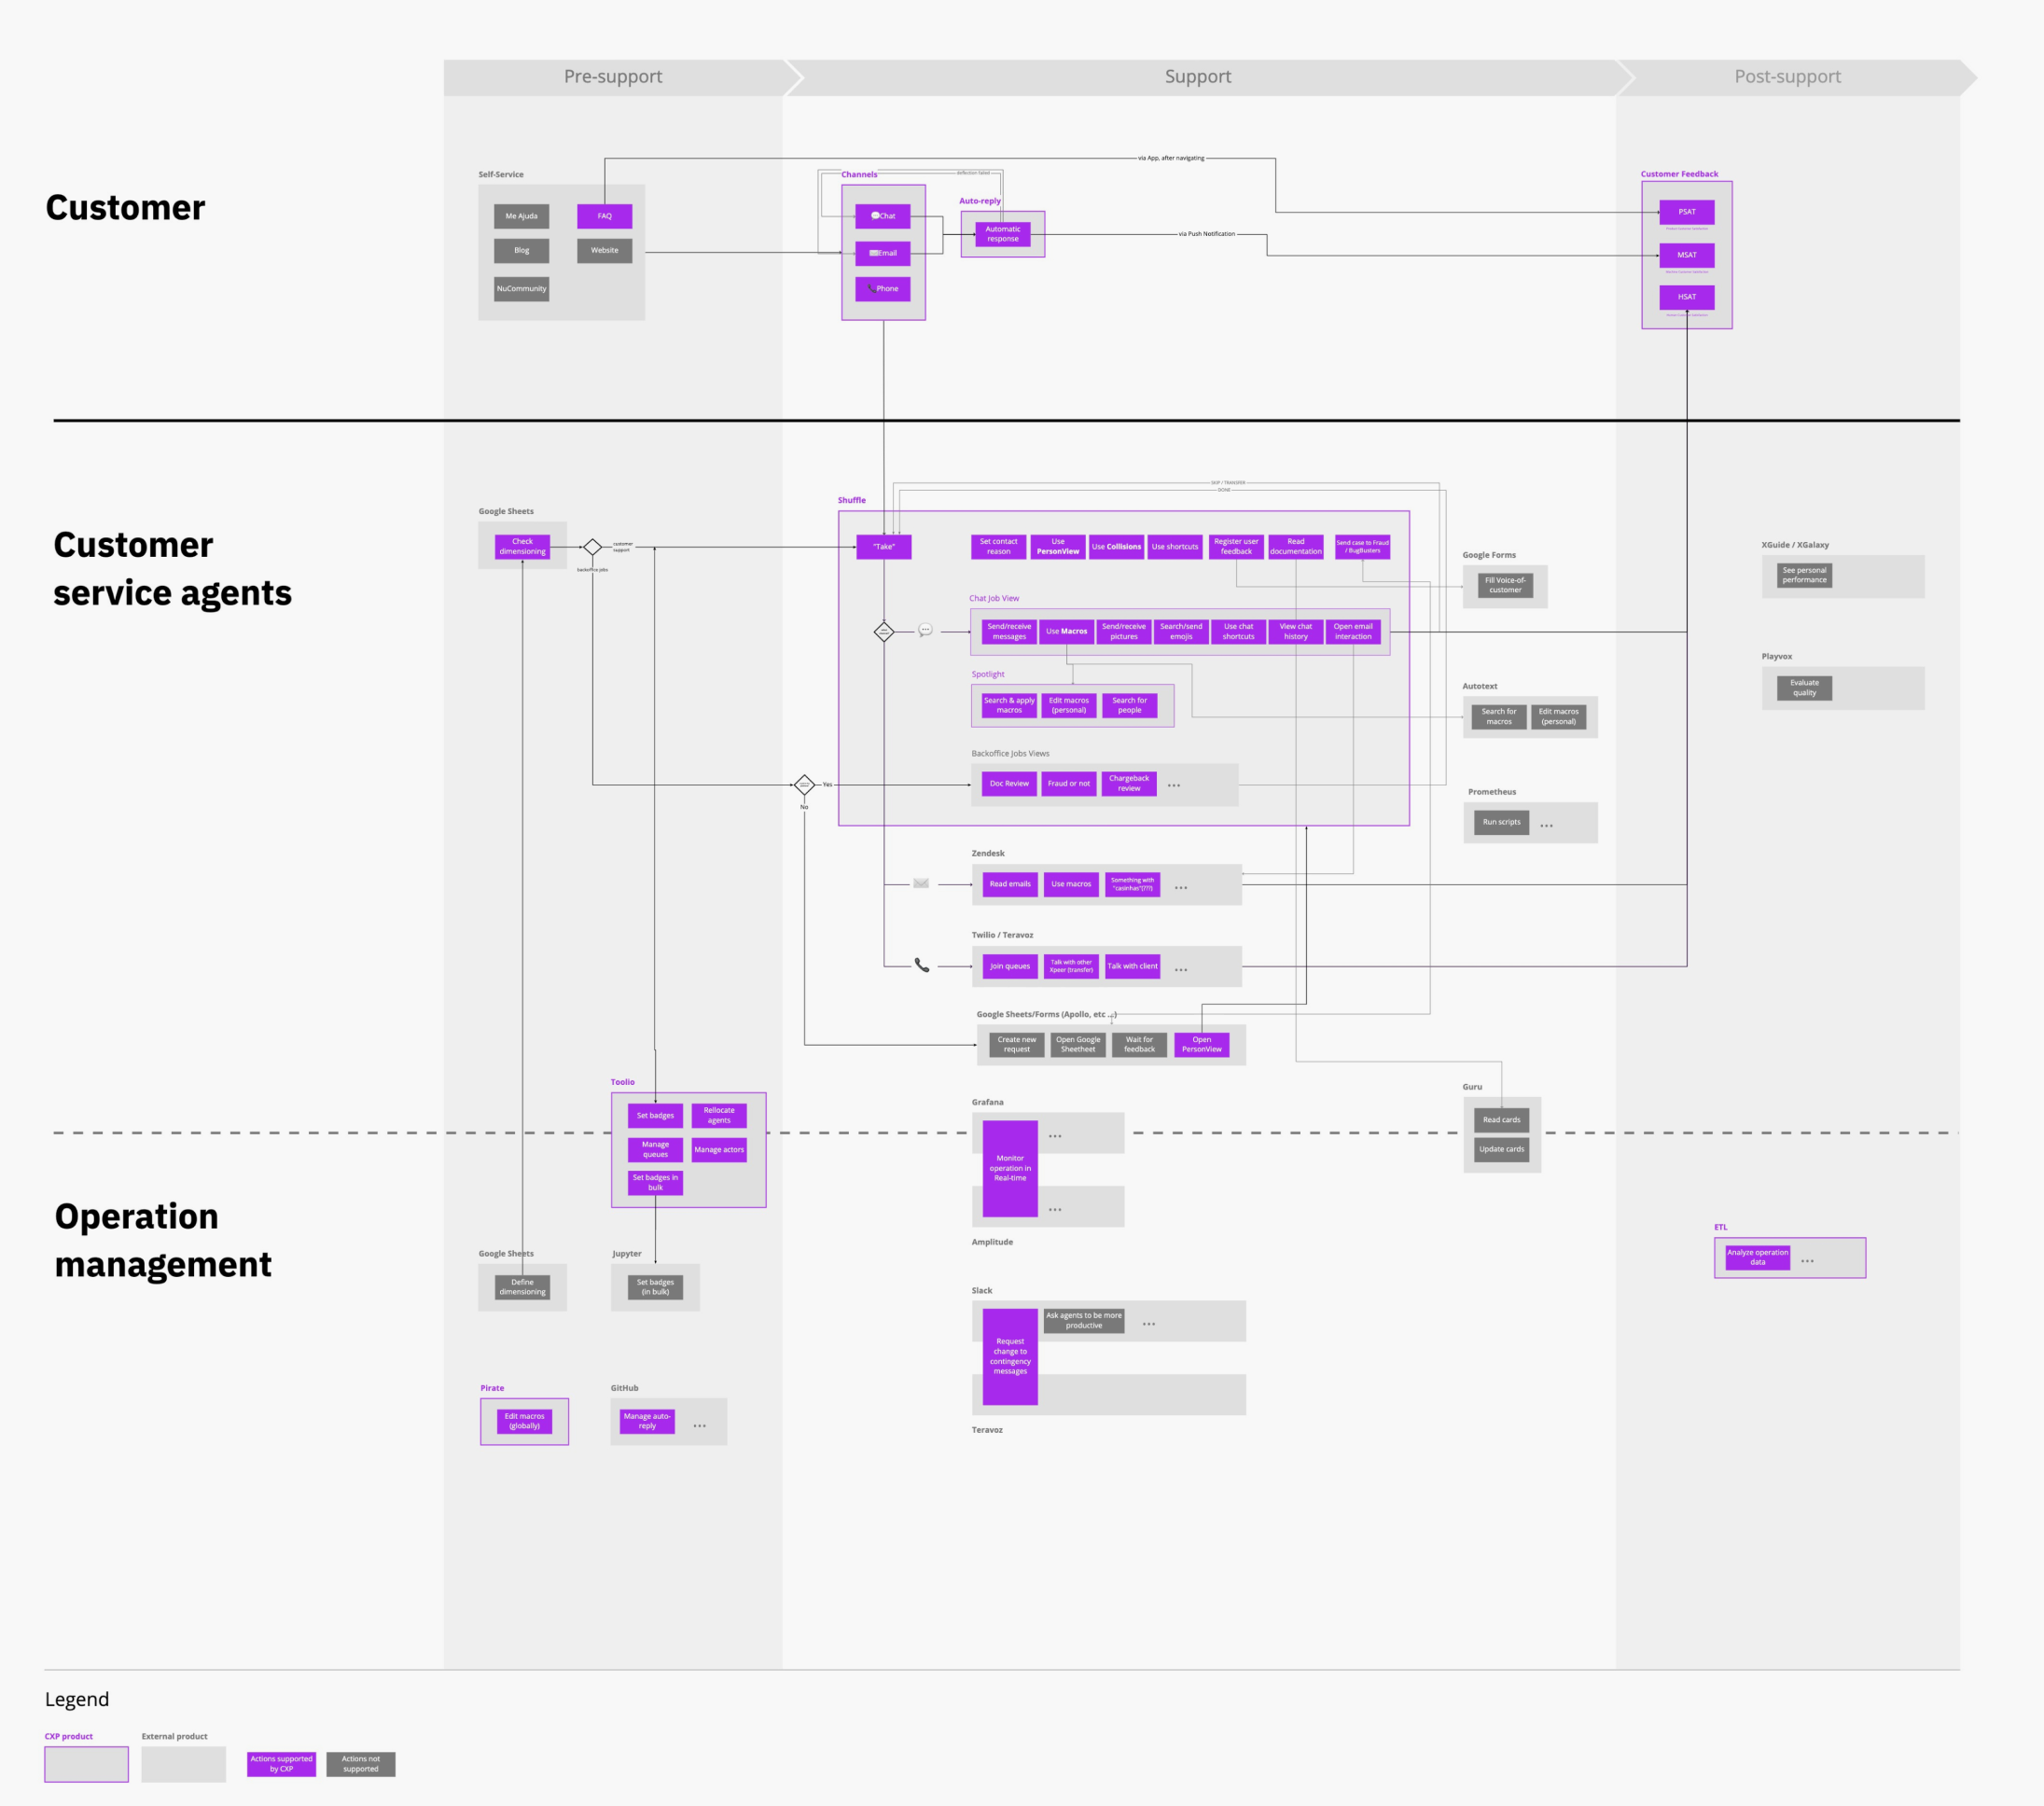 Pre-support
Support
Post-support
Customer
Self-Service
Me Ajuda
FAQ
Blog
Website
NuCommunity
via App, after navigating
Channels
Chat
Email
Phone
deflection failed
Auto-reply
Automatic
response
via Push Notification
Customer Feedback
PSAT
MSAT
HSAT
Customer
service agents
Google Sheets
Check
dimensioning
customer
support
backoffice jobs
SKIP / TRANSFER
DONE
Shuffle
"Take"
Set contact
reason
Use
PersonView
Use Collisions
Use shortcuts
Register user
feedback
Read
documentation
Send case to Fraud
/ BugBusters
Chat Job View
Send/receive
messages
Use Macros
Send/receive
pictures
Search/send
emojis
Use chat
shortcuts
View chat
history
Open email
interaction
Spotlight
Search & apply
macros
Edit macros
(personal)
Search for
people
Backoffice Jobs Views
Yes
No
Doc Review
Fraud or not
Chargeback
review
...
Google Forms
Fill Voice-of-
customer
Autotext
Search for
macros
Edit macros
(personal)
Prometheus
Run scripts
...
XGuide / XGalaxy
See personal
performance
Playvox
Evaluate
quality
Zendesk
Read emails
Use macros
Something with
"casinhas"(???)
...
Twilio / Teravoz
Join queues
Talk with other
Xpeer (transfer)
Talk with client
...
Google Sheets/Forms (Apollo, etc ...)
Create new
request
Open Google
Sheetheet
Wait for
feedback
Open
PersonView
Toolio
Set badges
Rellocate
agents
Manage
queues
Manage actors
Set badges in
bulk
Grafana
...
Monitor
operation in
Real-time
...
Amplitude
Guru
Read cards
Update cards
Operation
management
Google Sheets
Define
dimensioning
Jupyter
Set badges
(in bulk)
ETL
Analyze operation
data
...
Slack
Ask agents to be more
productive
...
Request
change to
contingency
messages
Teravoz
Pirate
Edit macros
(globally)
GitHub
Manage auto-
reply
...
Legend
CXP product
External product
Actions supported
by CXP
Actions not
supported